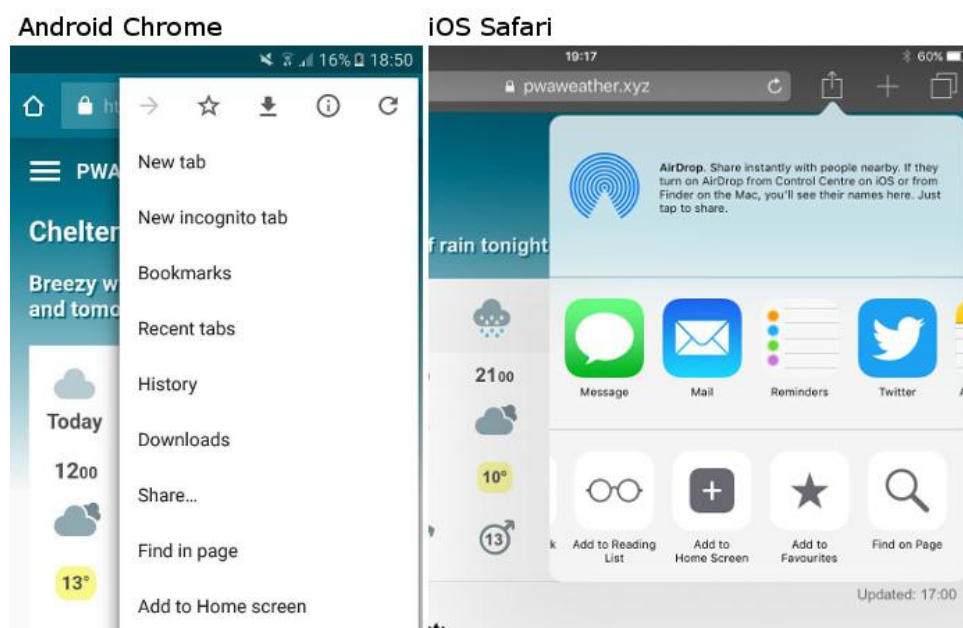 Android Chrome
16% 18:50
ht
PWA
Chelter
Breezy w
and tomo
Today
1200
13°
New tab
New incognito tab
Bookmarks
Recent tabs
History
Downloads
Share...
Find in page
Add to Home screen
iOS Safari
19:17
60%
pwaweather.xyz
AirDrop. Share instantly with people nearby. If they
turn on AirDrop from Control Centre on iOS or from
Finder on the Mac, you'll see their names here. Just
tap to share.
f rain tonight
2100
10°
13
Message
Mail
Reminders
Twitter
k
Add to Reading
List
Add to
Home Screen
Add to
Favourites
Find on Page
Updated: 17:00